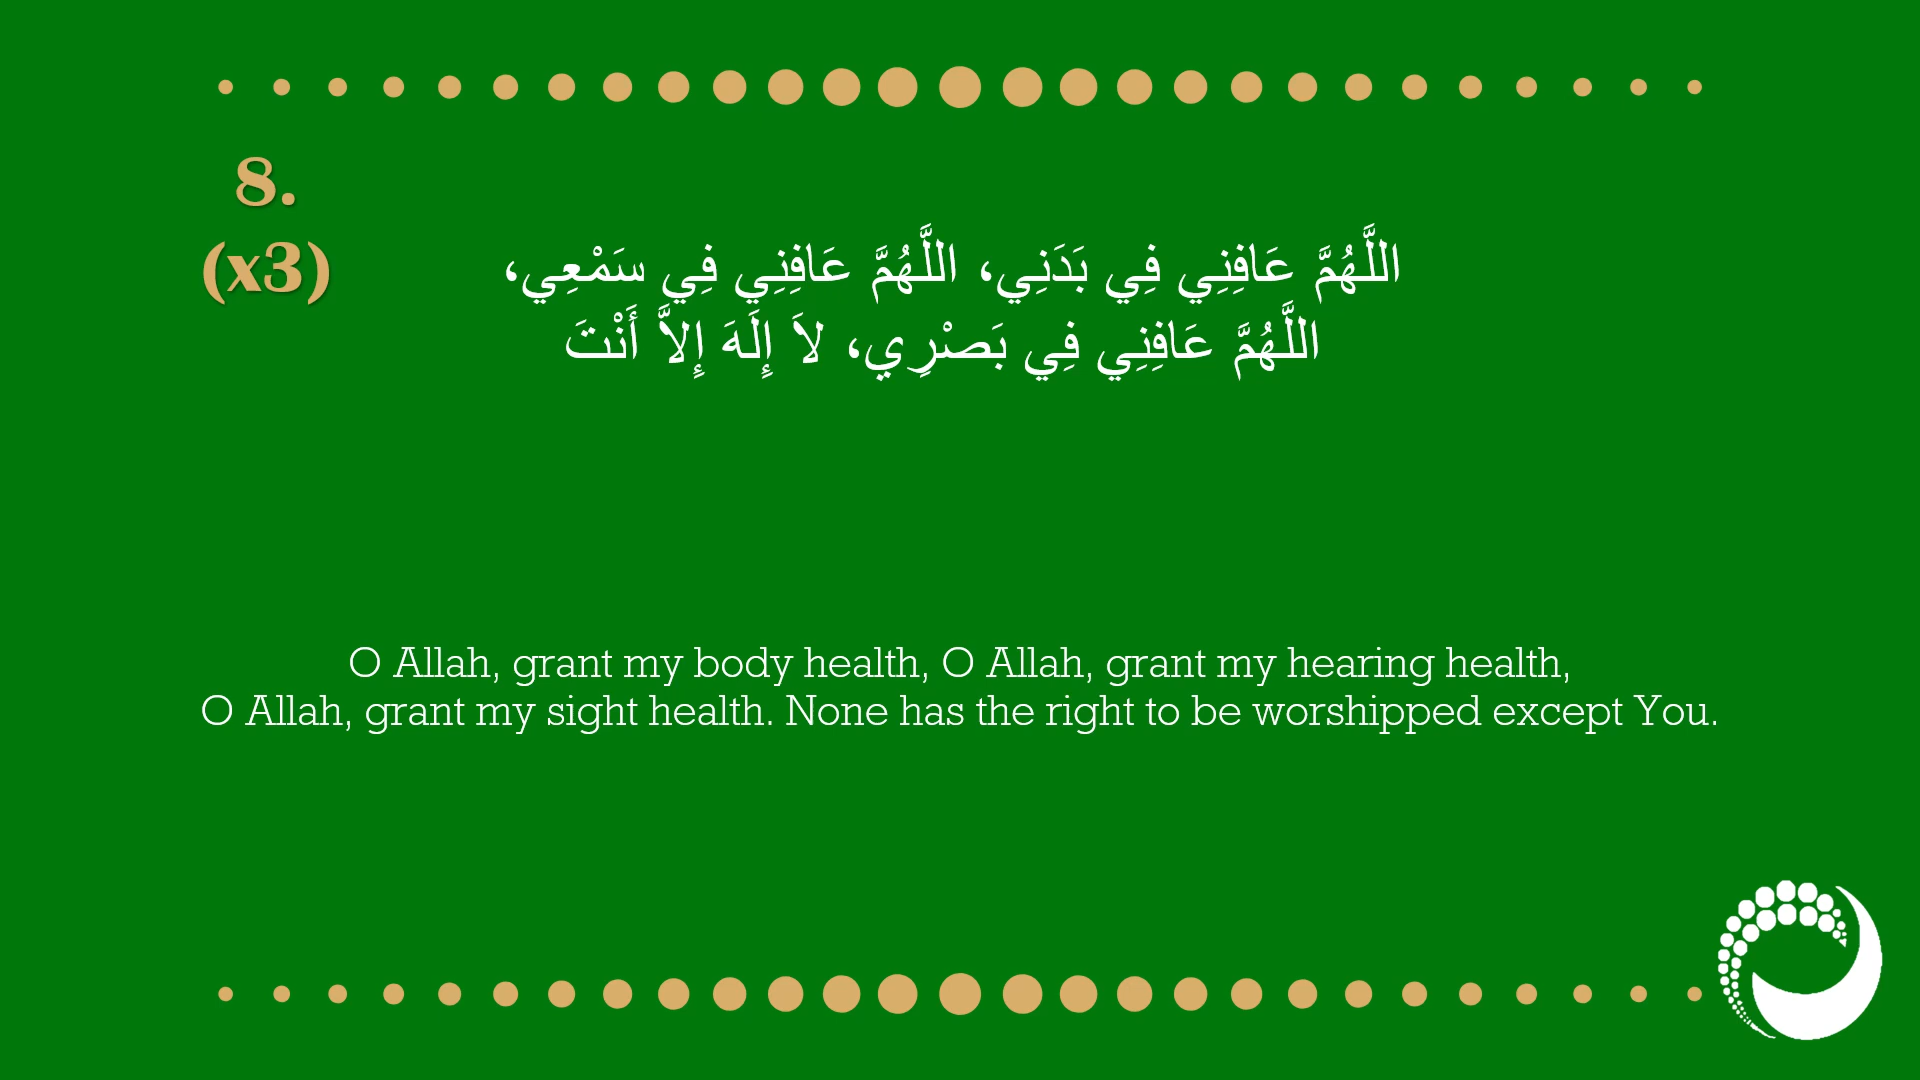 8.
(x3)
اللَّهُمَّ عَافِنِي فِي بَدَنِي، اللَّهُمَّ عَافِنِي فِي سَمْعِي،
اللَّهُمَّ عَافِنِي فِي بَصْرِي، لاَ إِلَهَ إِلاَّ أَنْتَ
O Allah, grant my body health, O Allah, grant my hearing health,
O Allah, grant my sight health. None has the right to be worshipped except You.